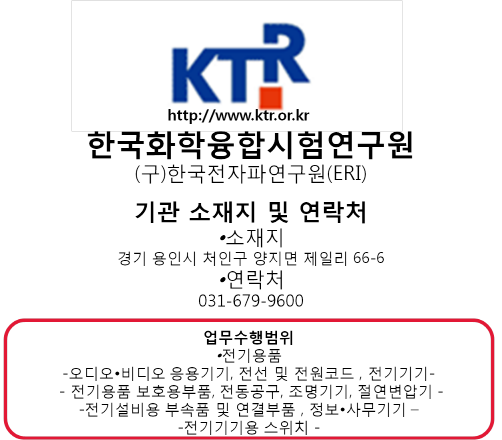 KTR
http://www.ktr.or.kr
한국화학융합시험연구원
(구)한국전자파연구원(ERI)
기관 소재지 및 연락처
•소재지
경기 용인시 처인구 양지면 제일리 66-6
•연락처
031-679-9600
업무수행범위
•전기용품
-오디오•비디오 응용기기, 전선 및 전원코드 , 전기기기-
- 전기용품 보호용부품, 전동공구, 조명기기, 절연변압기 -
-전기설비용 부속품 및 연결부품 , 정보•사무기기 –
-전기기기용 스위치 -